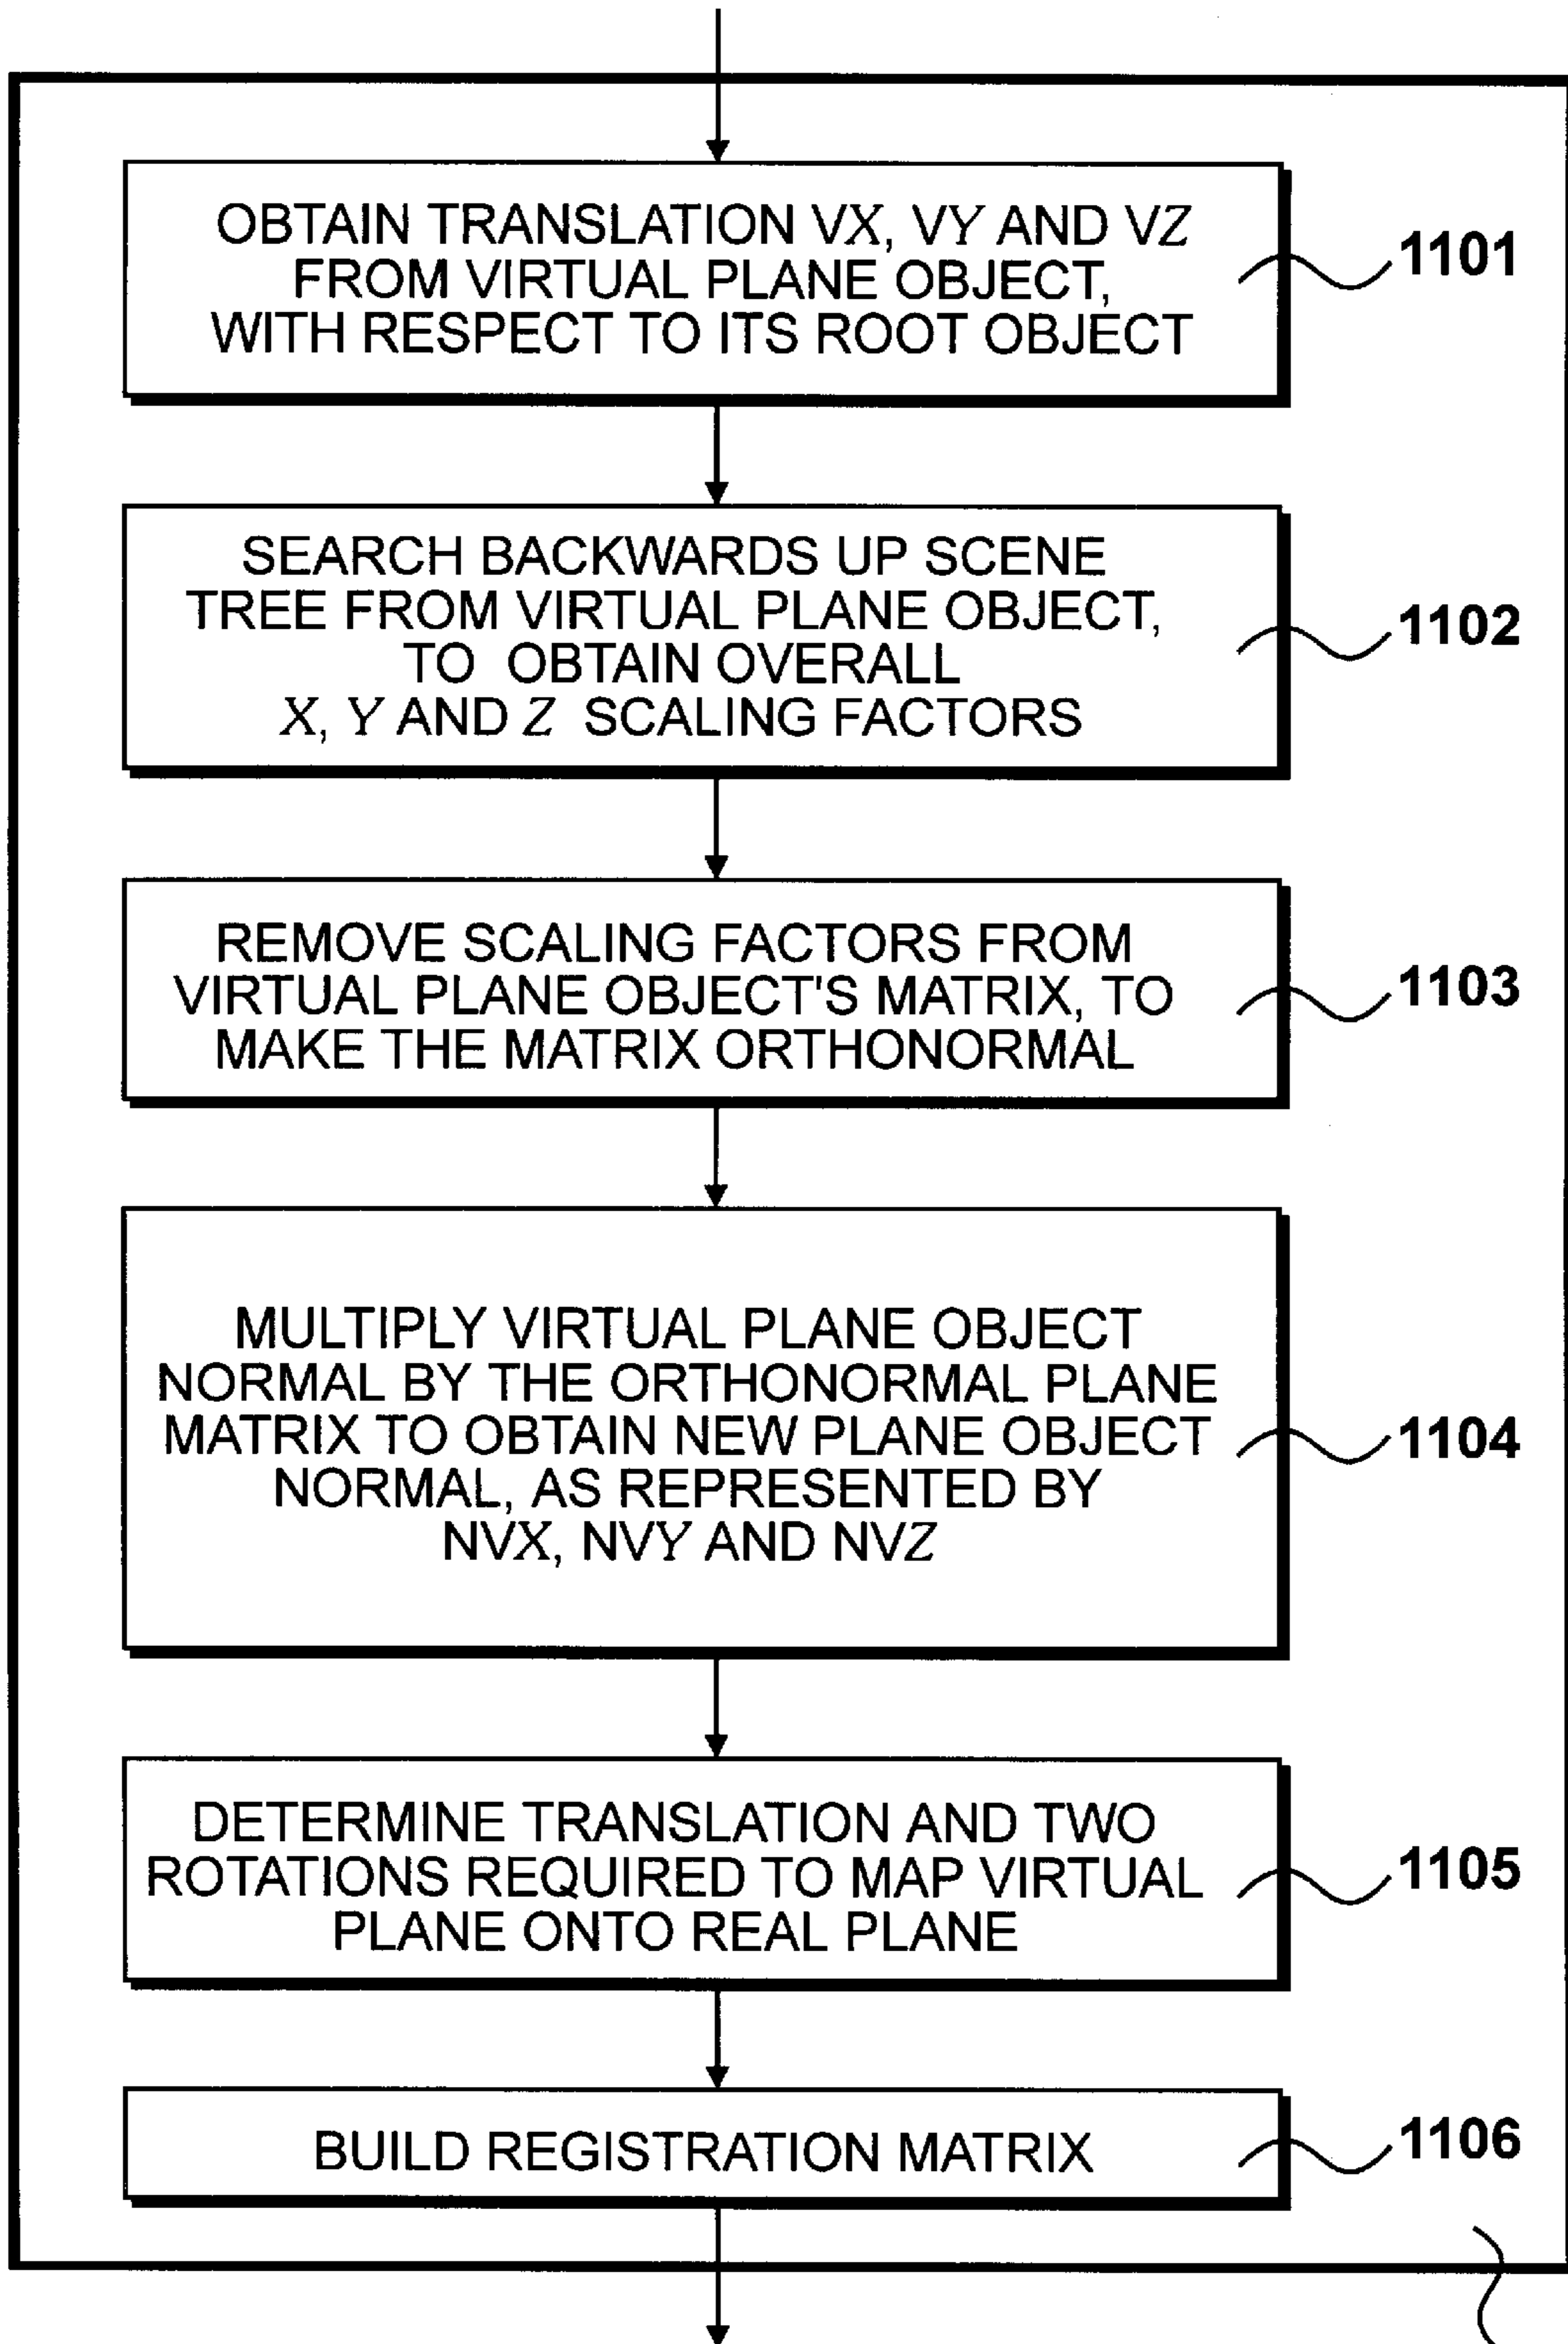 OBTAIN TRANSLATION VX, VY AND VZ
FROM VIRTUAL PLANE OBJECT,
WITH RESPECT TO ITS ROOT OBJECT
1101
SEARCH BACKWARDS UP SCENE
TREE FROM VIRTUAL PLANE OBJECT,
TO OBTAIN OVERALL
X, Y AND Z SCALING FACTORS
1102
REMOVE SCALING FACTORS FROM
VIRTUAL PLANE OBJECT'S MATRIX, TO
MAKE THE MATRIX ORTHONORMAL
1103
MULTIPLY VIRTUAL PLANE OBJECT
NORMAL BY THE ORTHONORMAL PLANE
MATRIX TO OBTAIN NEW PLANE OBJECT
NORMAL, AS REPRESENTED BY
NVX, NVY AND NVZ
1104
DETERMINE TRANSLATION AND TWO
ROTATIONS REQUIRED TO MAP VIRTUAL
PLANE ONTO REAL PLANE
1105
BUILD REGISTRATION MATRIX
1106